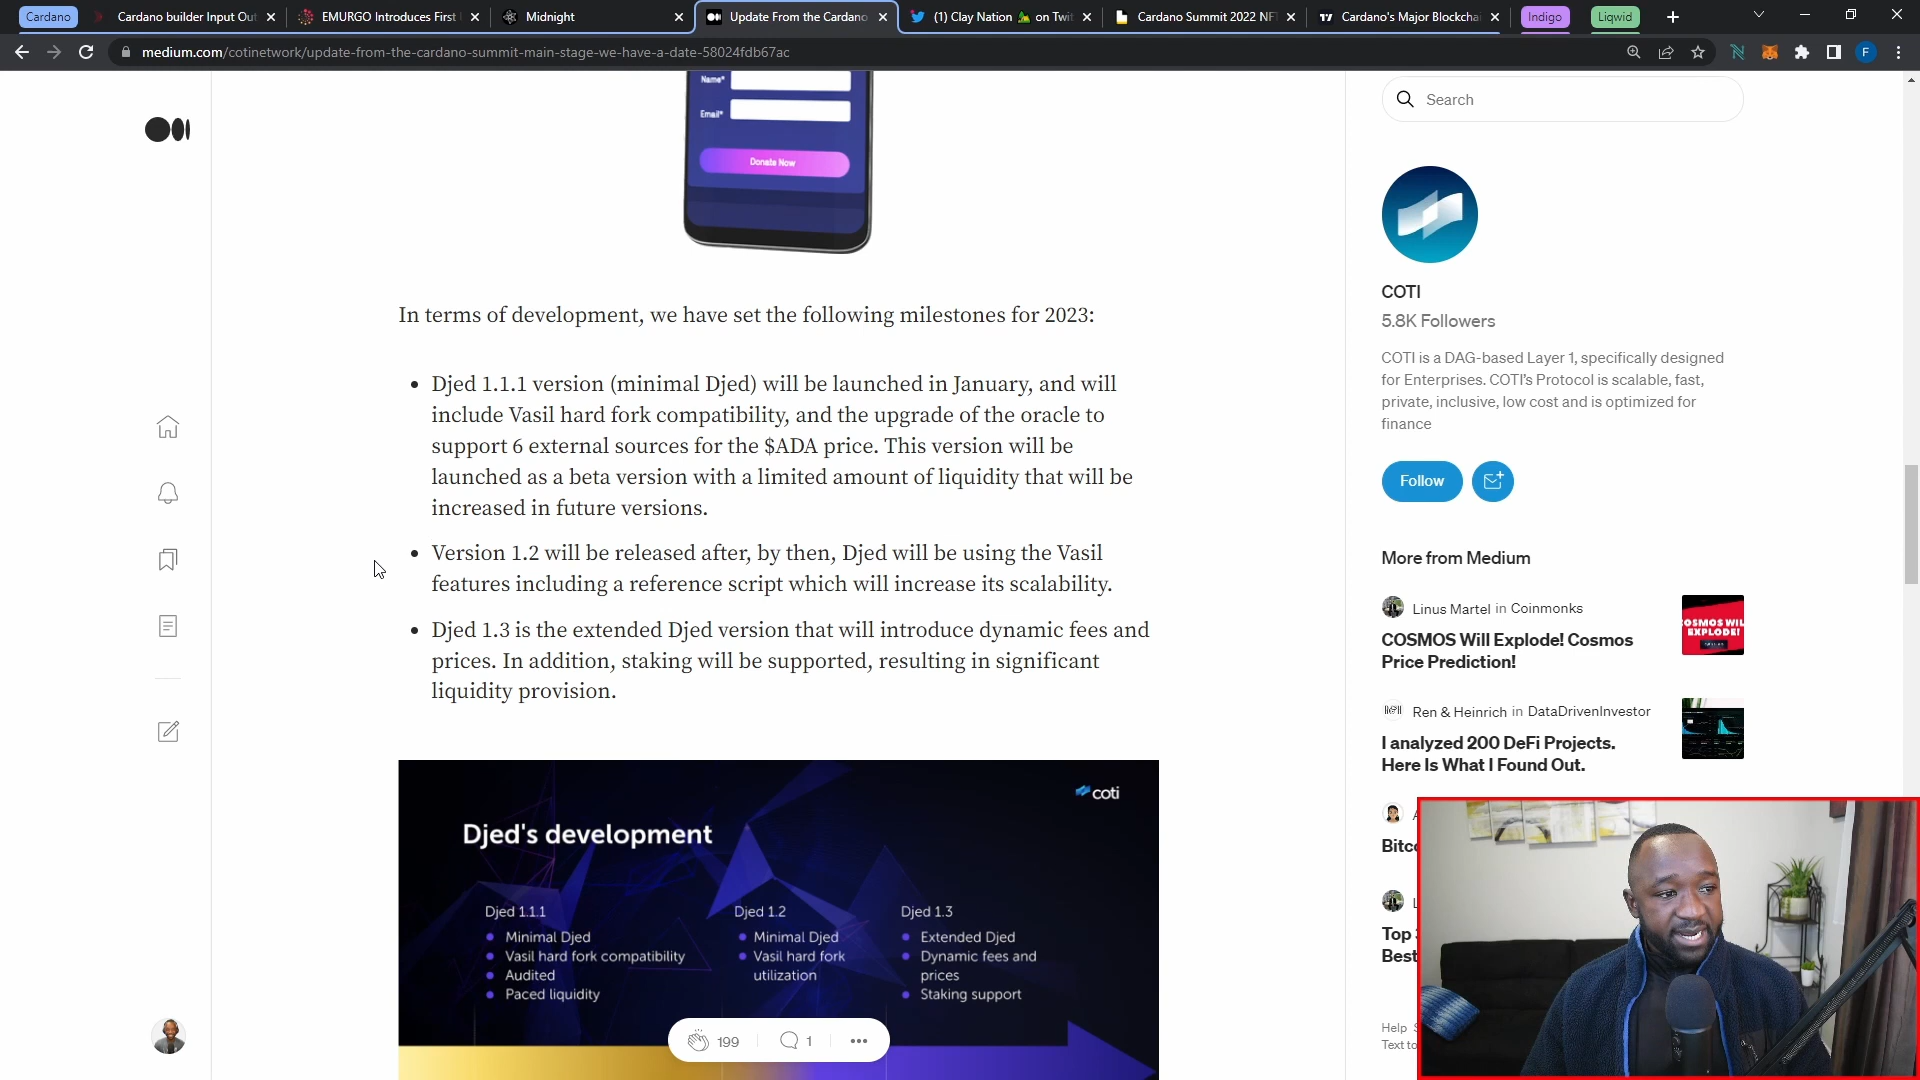 Cardano
Cardano builder Input Out
EMURGO Introduces First
Midnight
Update From the Cardano
(1) Clay Nation on Twit
Cardano Summit 2022 NF
Cardano's Major Blockcha
Indigo
Liqwid
medium.com/cotinetwork/update-from-the-cardano-summit-main-stage-we-have-a-date-58024fdb67ac
F
Name*
Email*
Donate Now
In terms of development, we have set the following milestones for 2023:
• Djed 1.1.1 version (minimal Djed) will be launched in January, and will
include Vasil hard fork compatibility, and the upgrade of the oracle to
support 6 external sources for the $ADA price. This version will be
launched as a beta version with a limited amount of liquidity that will be
increased in future versions.
• Version 1.2 will be released after, by then, Djed will be using the Vasil
features including a reference script which will increase its scalability.
• Djed 1.3 is the extended Djed version that will introduce dynamic fees and
prices. In addition, staking will be supported, resulting in significant
liquidity provision.
coti
Djed's development
Djed 1.1.1
• Minimal Djed
• Vasil hard fork compatibility
• Audited
• Paced liquidity
Djed 1.2
• Minimal Djed
• Vasil hard fork
utilization
Djed 1.3
• Extended Djed
• Dynamic fees and
prices
• Staking support
199
1
Search
COTI
5.8K Followers
COTI is a DAG-based Layer 1, specifically designed
for Enterprises. COTI's Protocol is scalable, fast,
private, inclusive, low cost and is optimized for
finance
Follow
More from Medium
Linus Martel in Coinmonks
COSMOS Will Explode! Cosmos
Price Prediction!
COSMOS WIL
EXPLODE!
Ren & Heinrich in DataDrivenInvestor
I analyzed 200 DeFi Projects.
Here Is What I Found Out.
Bitc
Top
Best
Help
Text to